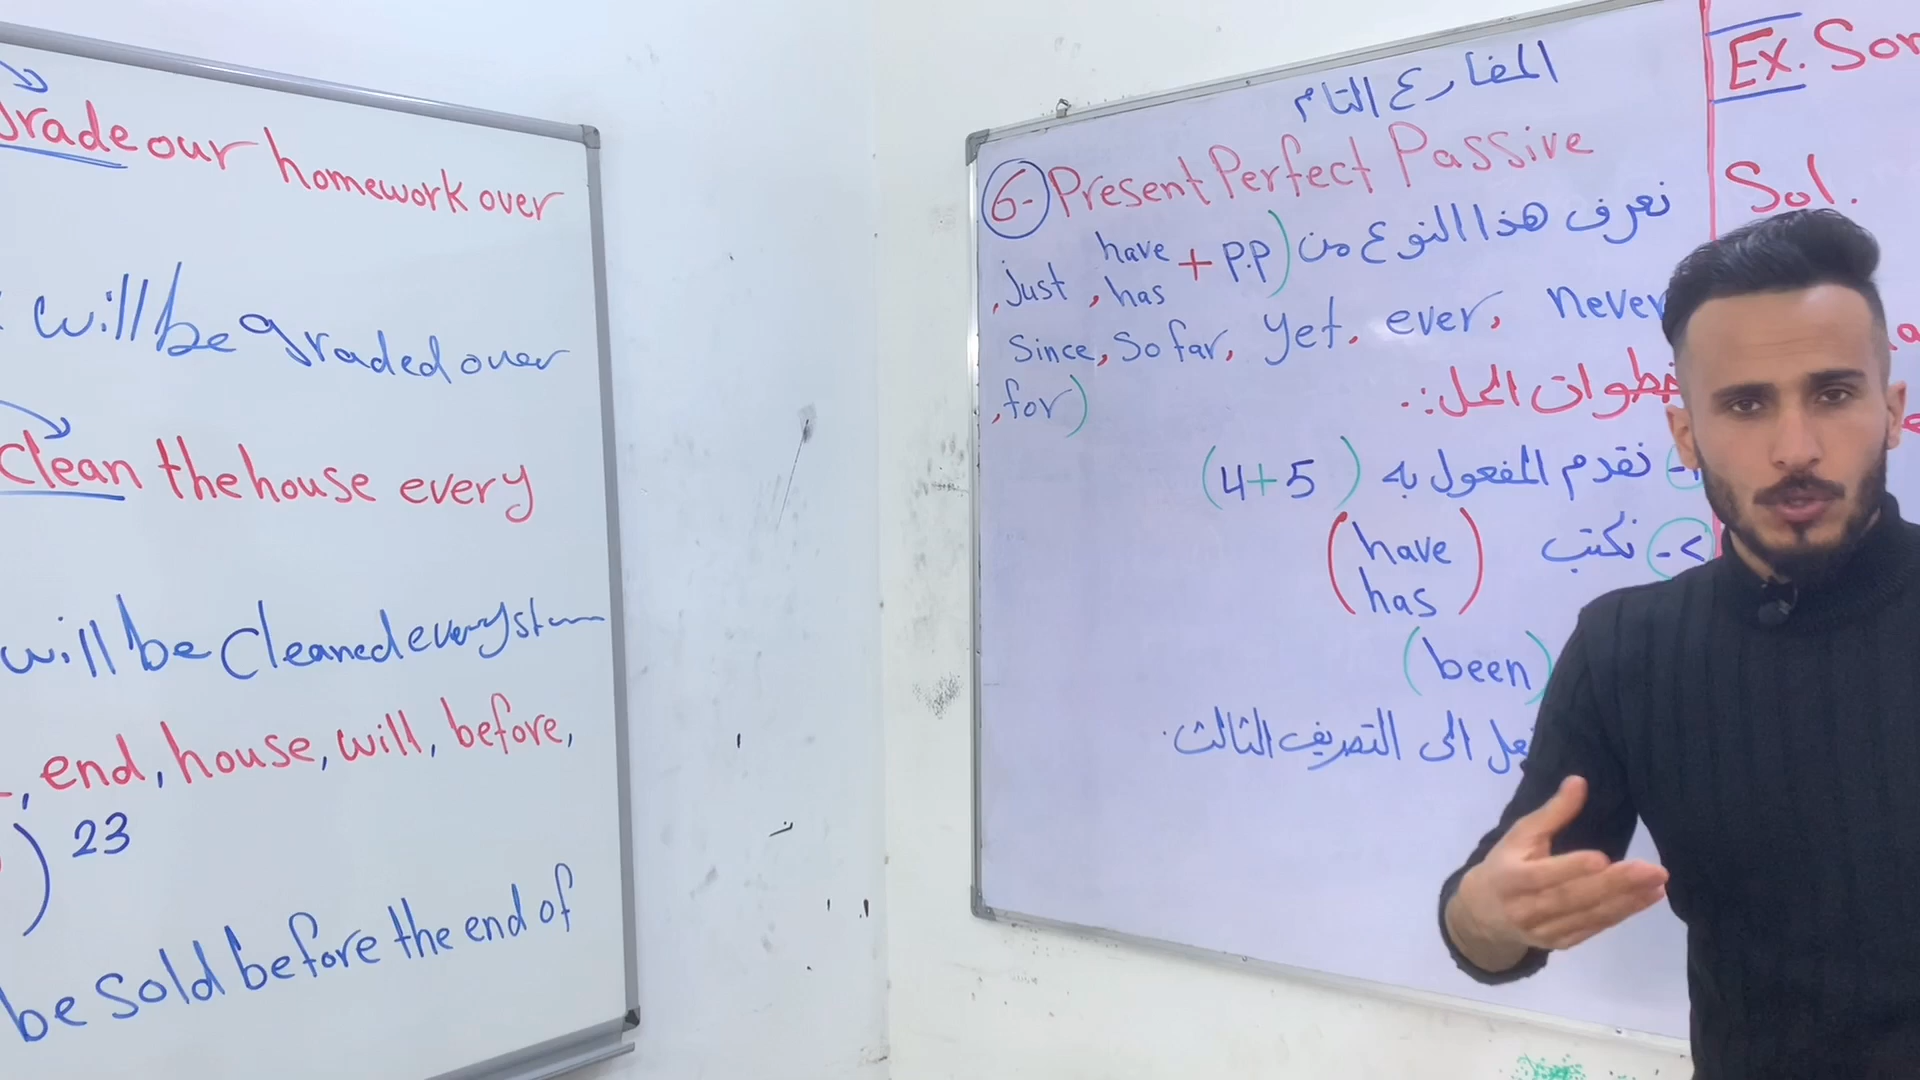 grade our homework over
will be graded over
clean the house every
will be cleaned every
, end, house, will, before,
) 23
be sold before the end of
المضارع التام
6- Present Perfect Passive
نعرف هذا النوع من (have + p.p
has
, just,
since, so far, yet, ever, never
, for)
خطوات الحل:.
1- نقدم المفعول به (4+5)
2- نكتب (have
has)
(been)
الى التصريف الثالث.
Ex. Som
Sol.